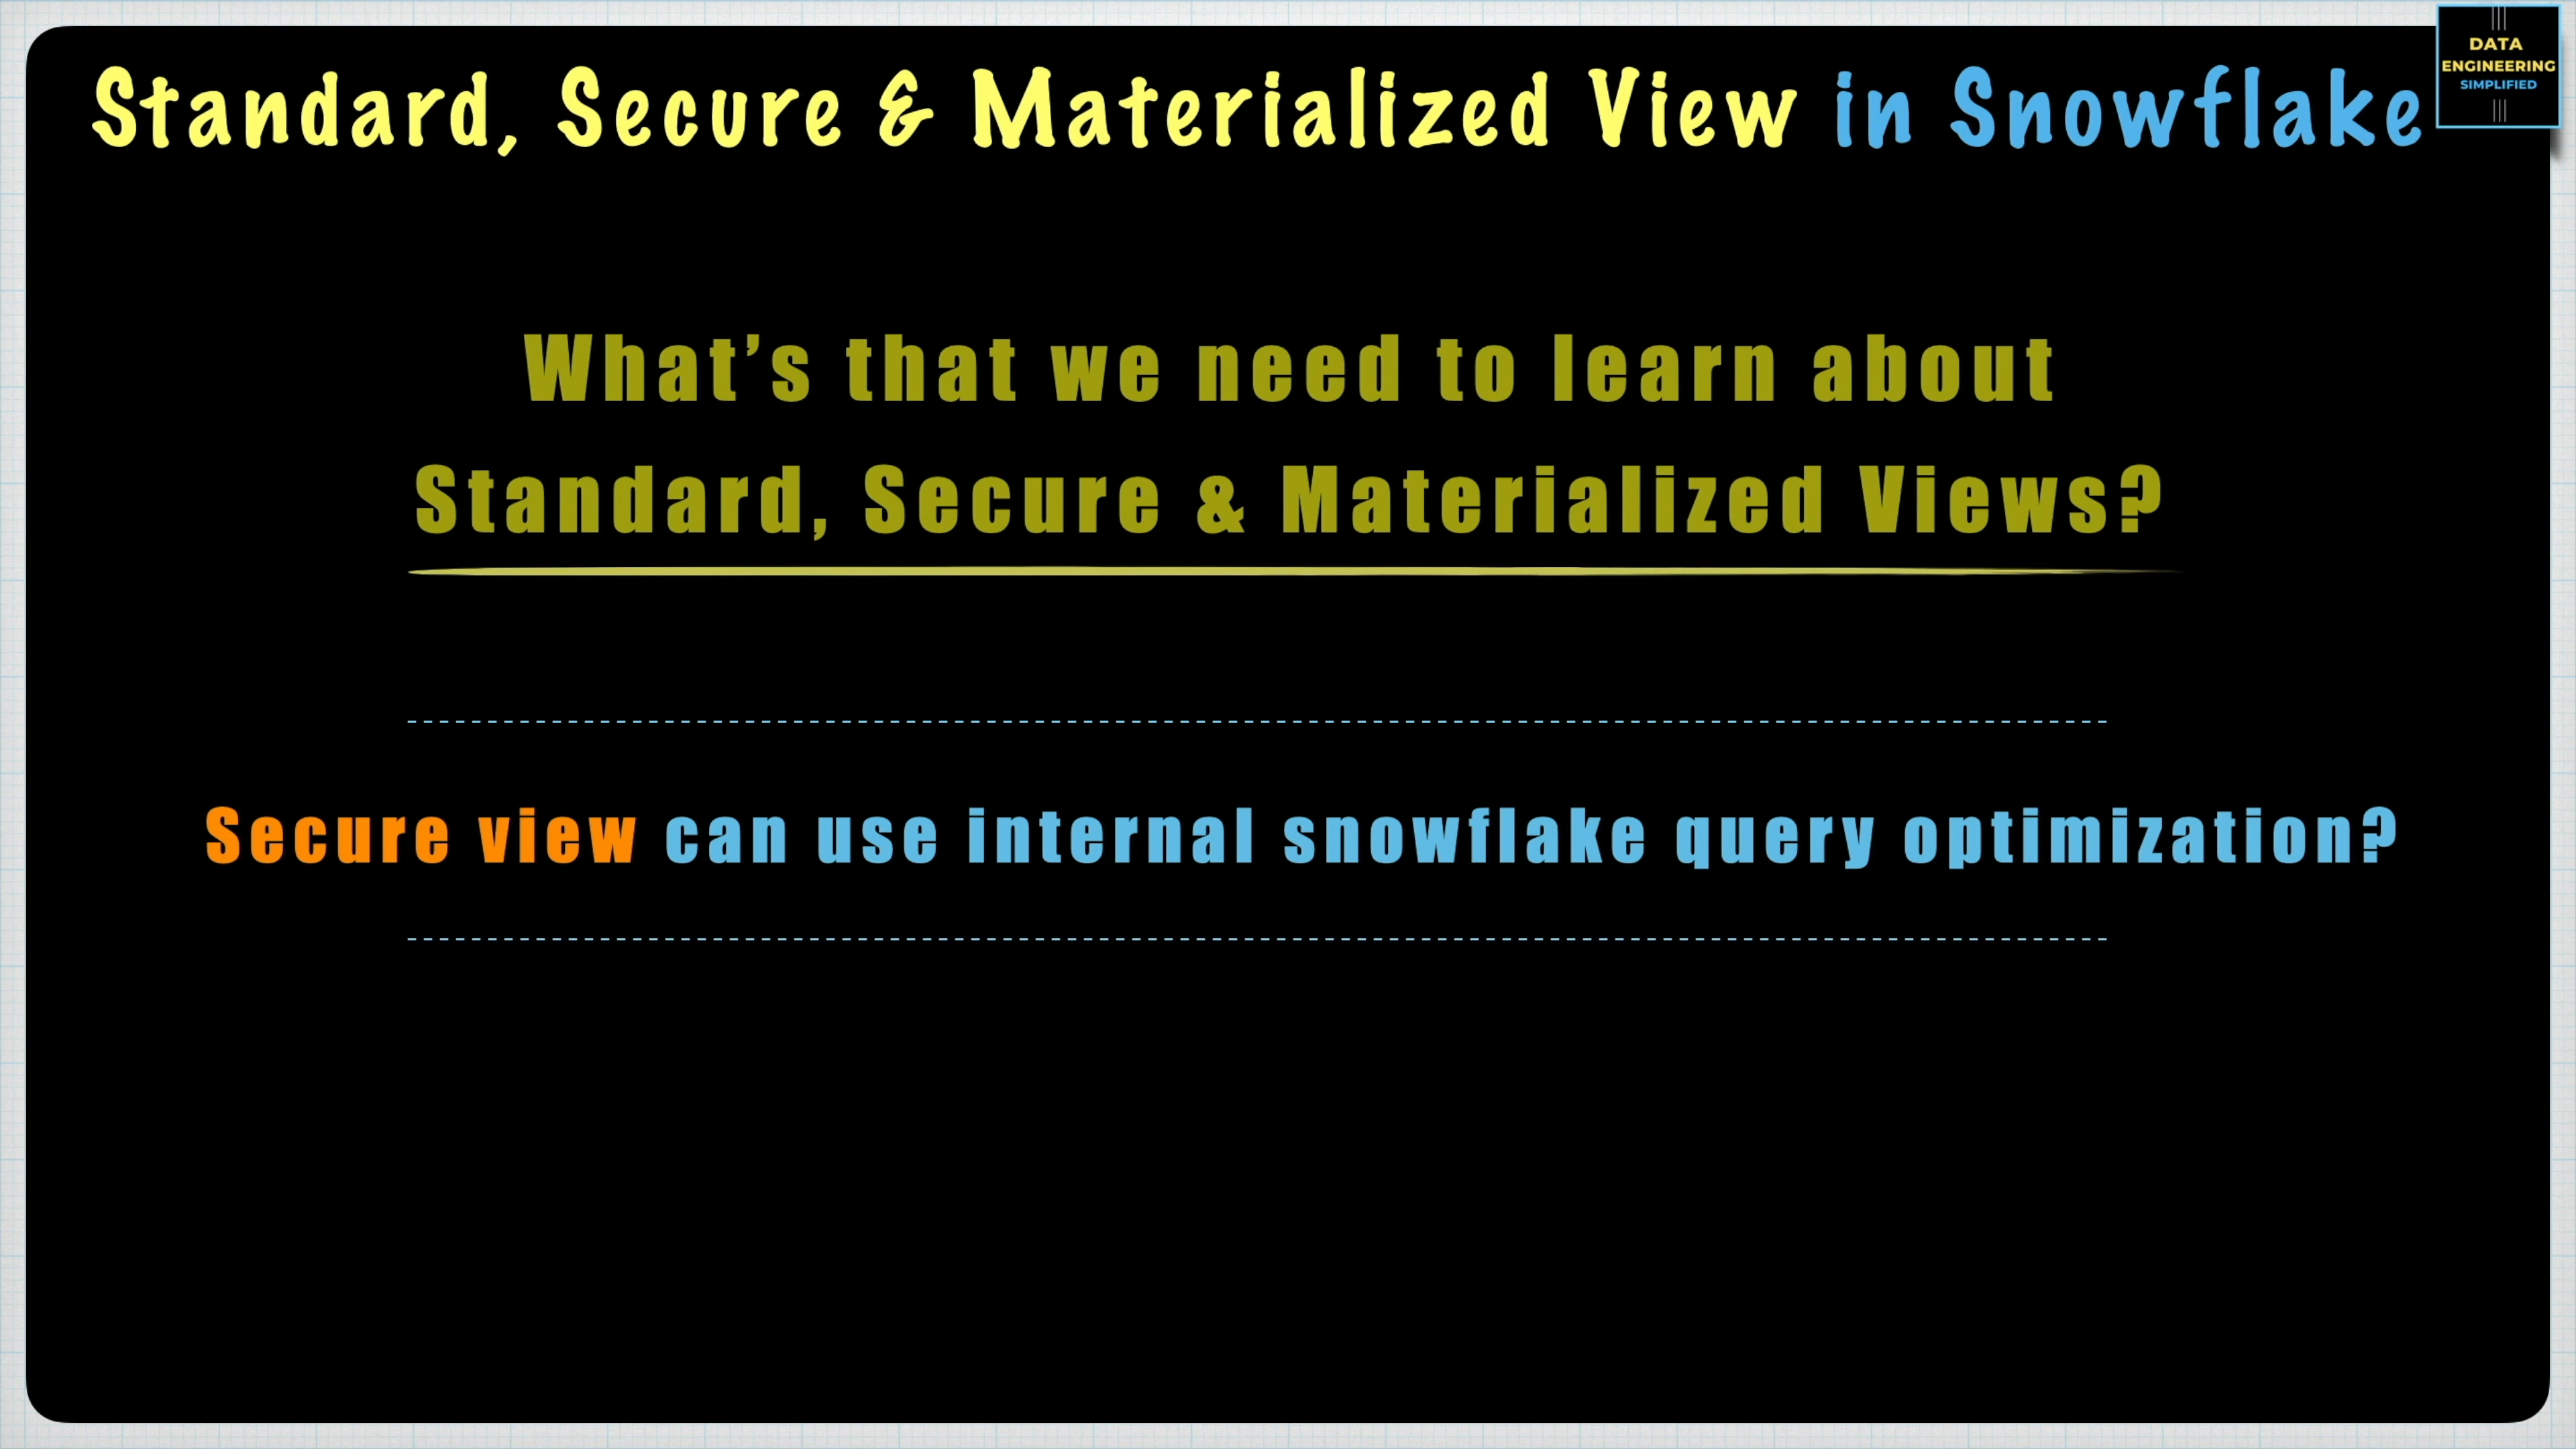 Standard, Secure & Materialized View in Snowflake
DATA
ENGINEERING
SIMPLIFIED
What's that we need to learn about
Standard, Secure & Materialized Views?
Secure view can use internal snowflake query optimization?